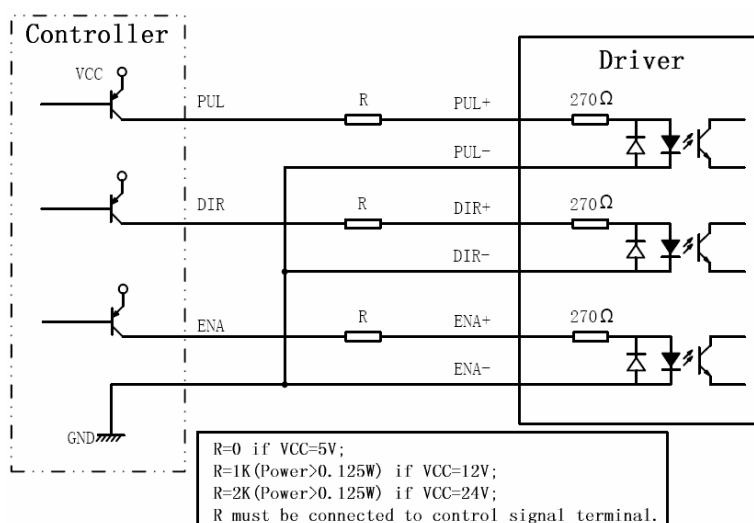 Controller
Driver
VCC
PUL
R
PUL+
270Ω
PUL-
DIR
R
DIR+
270Ω
DIR-
ENA
R
ENA+
270Ω
ENA-
GND
R=0 if VCC=5V;
R=1K(Power>0.125W) if VCC=12V;
R=2K(Power>0.125W) if VCC=24V;
R must be connected to control signal terminal.